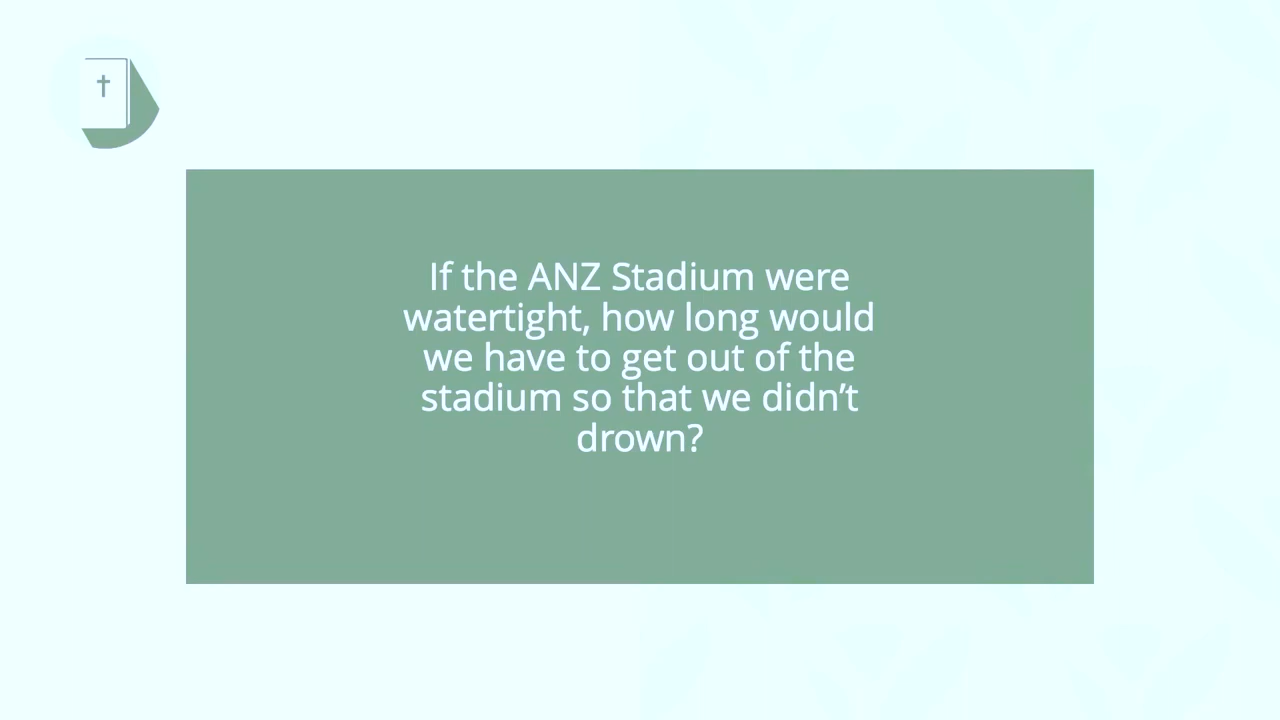 If the ANZ Stadium were
watertight, how long would
we have to get out of the
stadium so that we didn’t
drown?